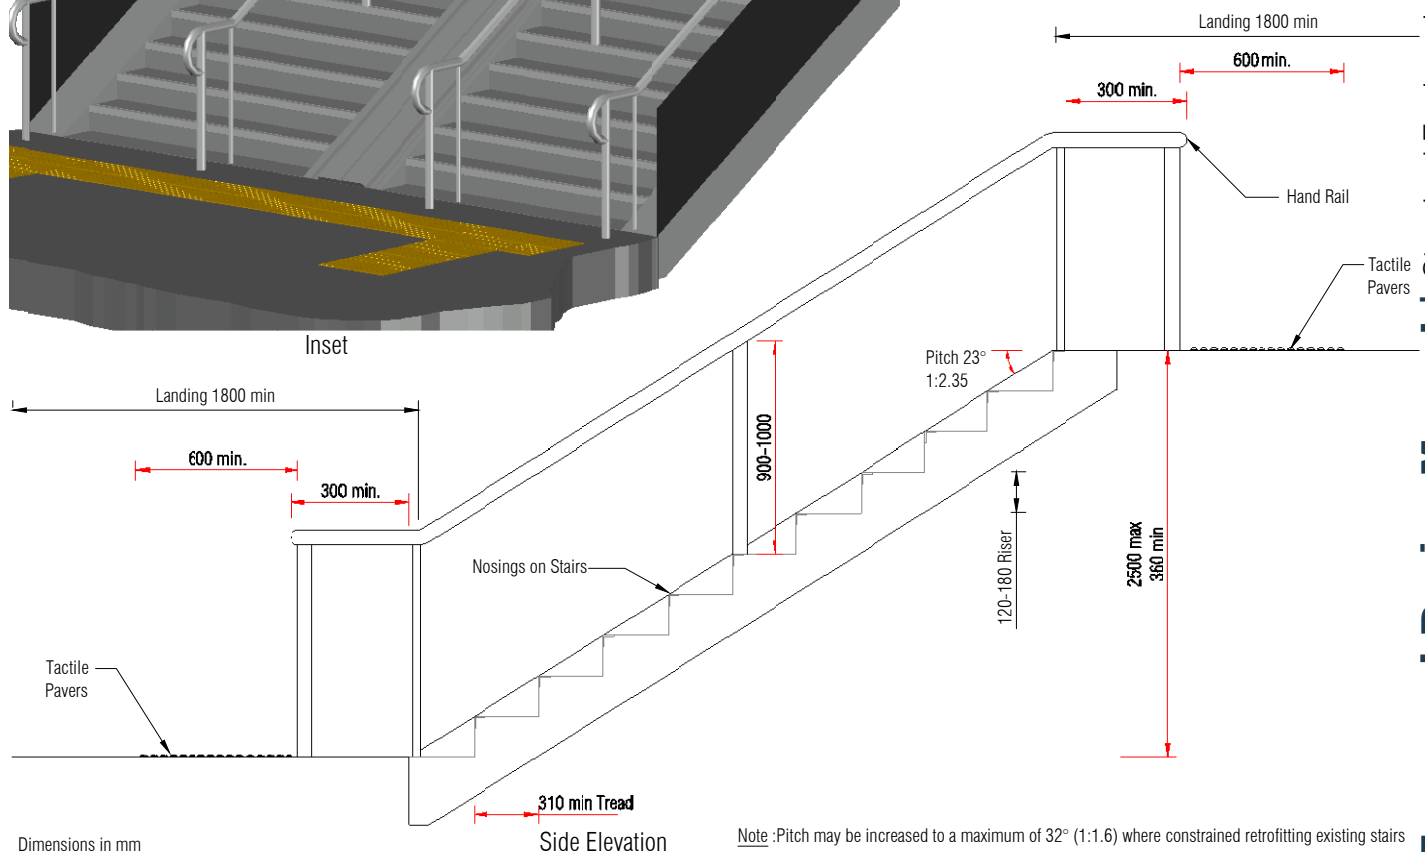 Landing 1800 min
600 min.
300 min.
Hand Rail
Tactile
Pavers
Inset
Pitch 23°
1:2.35
Landing 1800 min
600 min.
300 min.
900-1000
Nosings on Stairs
120-180 Riser
2500 max
360 min
Tactile
Pavers
310 min Tread
Dimensions in mm
Side Elevation
Note :Pitch may be increased to a maximum of 32° (1:1.6) where constrained retrofitting existing stairs